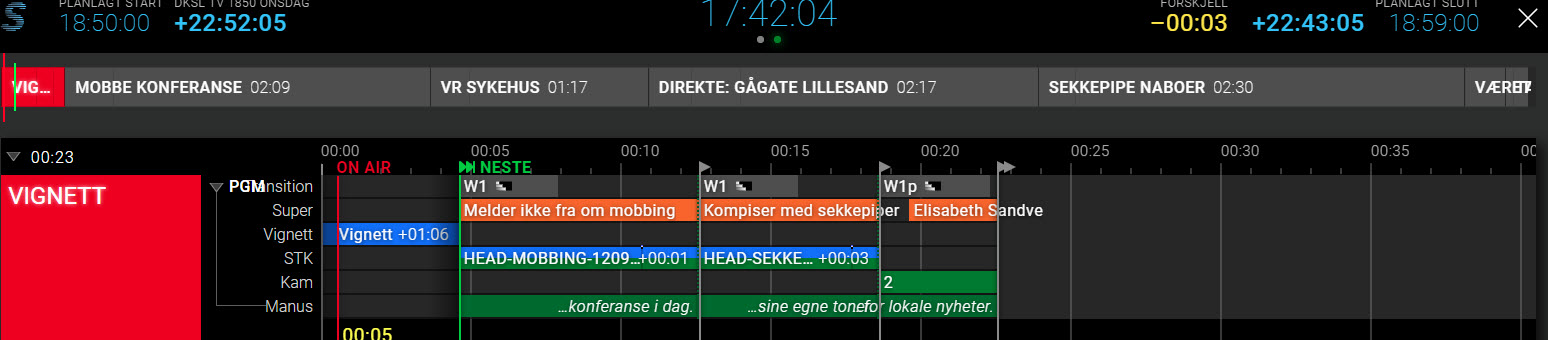 PLANLAGT START DKSL TV 1850 ONSDAG
18:50:00 +22:52:05
17:42:04
FORSKJELL PLANLAGT SLUTT
−00:03 +22:43:05 18:59:00
VIG... MOBBE KONFERANSE 02:09 VR SYKEHUS 01:17 DIREKTE: GÅGATE LILLESAND 02:17 SEKKEPIPE NABOER 02:30
00:23
00:00 00:05 00:10 00:15 00:20 00:25 00:30 00:35
ON AIR NESTE
VIGNETT
PGM W1 W1 W1p
Super Melder ikke fra om mobbing Kompiser med sekkepiper Elisabeth Sandve
Vignett Vignett +01:06
STK HEAD-MOBBING-1209... +00:01 HEAD-SEKKE... +00:03
Kam 2
Manus ...konferanse i dag. ...sine egne for lokale nyheter.
00:05